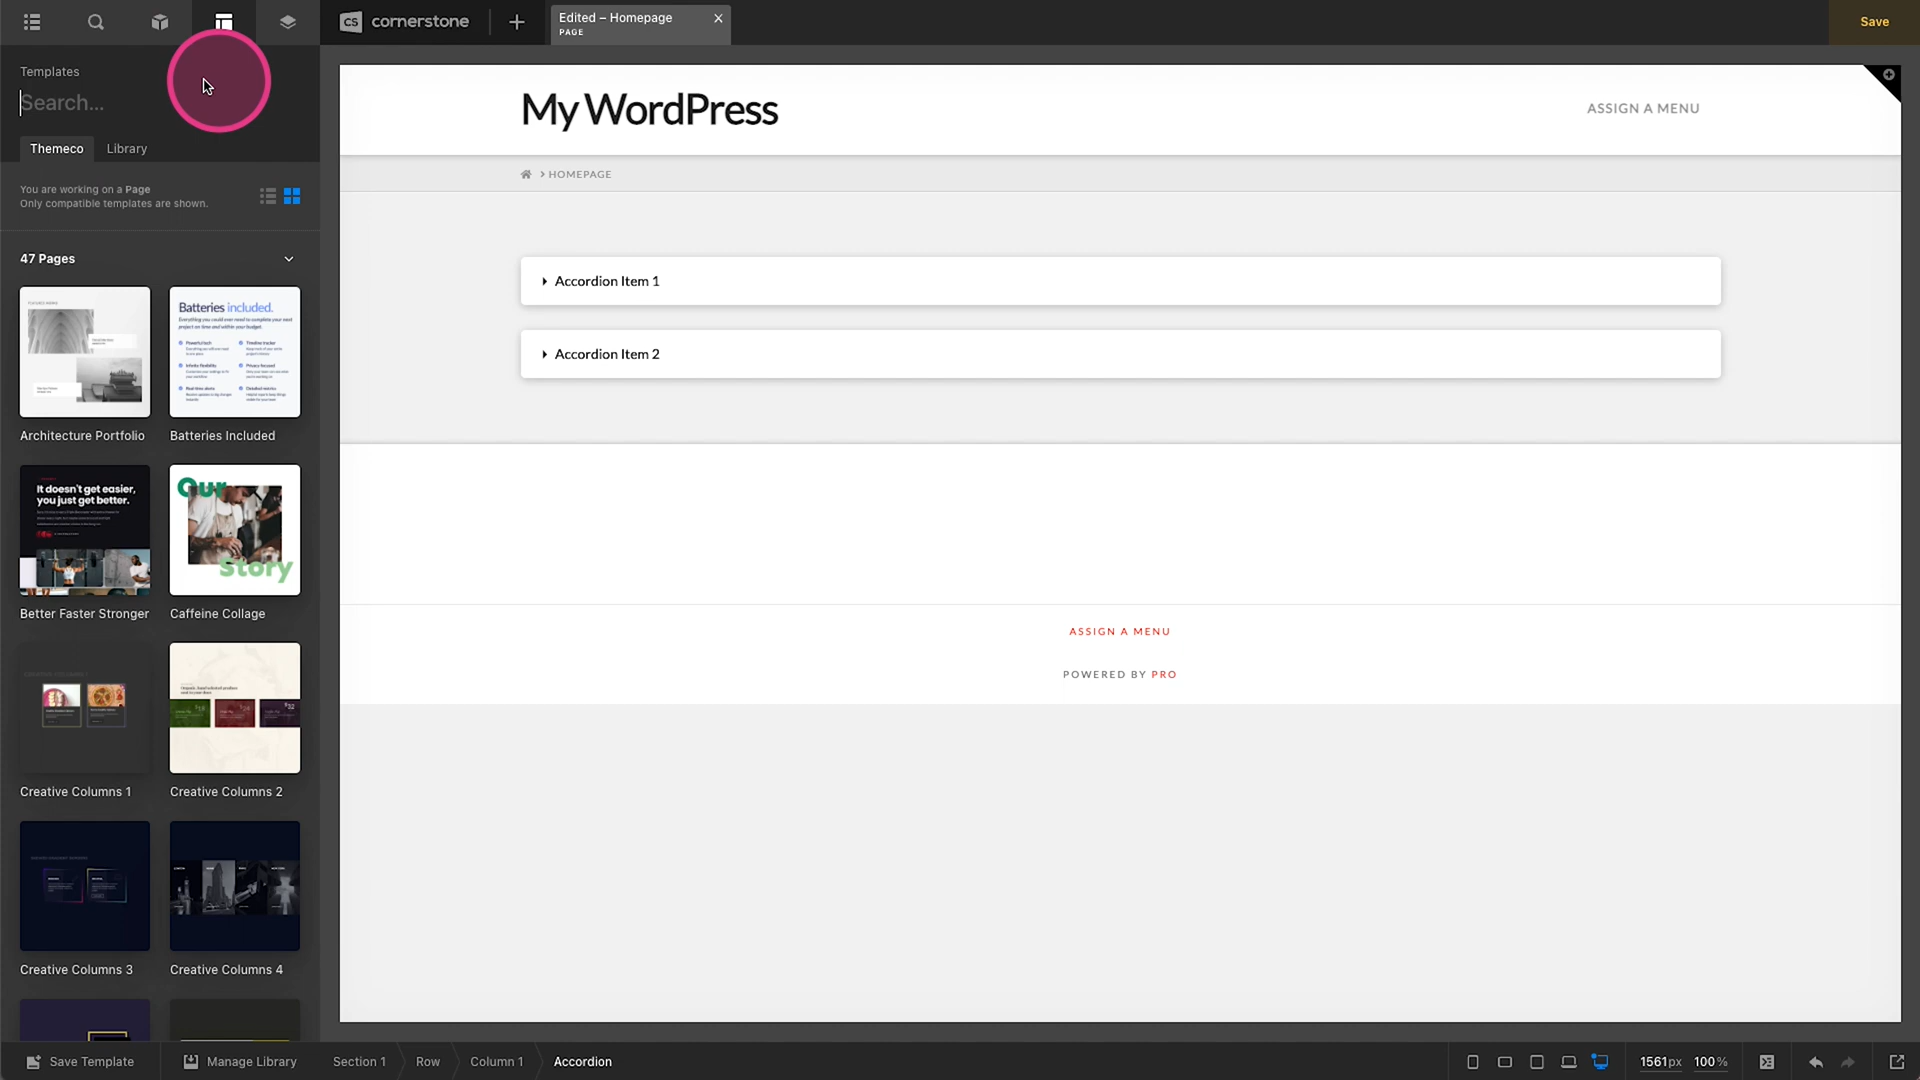 CS cornerstone
Edited – Homepage
PAGE
Save
Templates
Search...
Themeco
Library
You are working on a Page
Only compatible templates are shown.
47 Pages
Batteries included.
Architecture Portfolio
Batteries Included
It doesn't get easier,
you just get better.
Our
Story
Better Faster Stronger
Caffeine Collage
Creative Columns 1
Creative Columns 2
Creative Columns 3
Creative Columns 4
My WordPress
ASSIGN A MENU
HOMEPAGE
Accordion Item 1
Accordion Item 2
ASSIGN A MENU
POWERED BY PRO
Save Template
Manage Library
Section 1
Row
Column 1
Accordion
1561px
100%